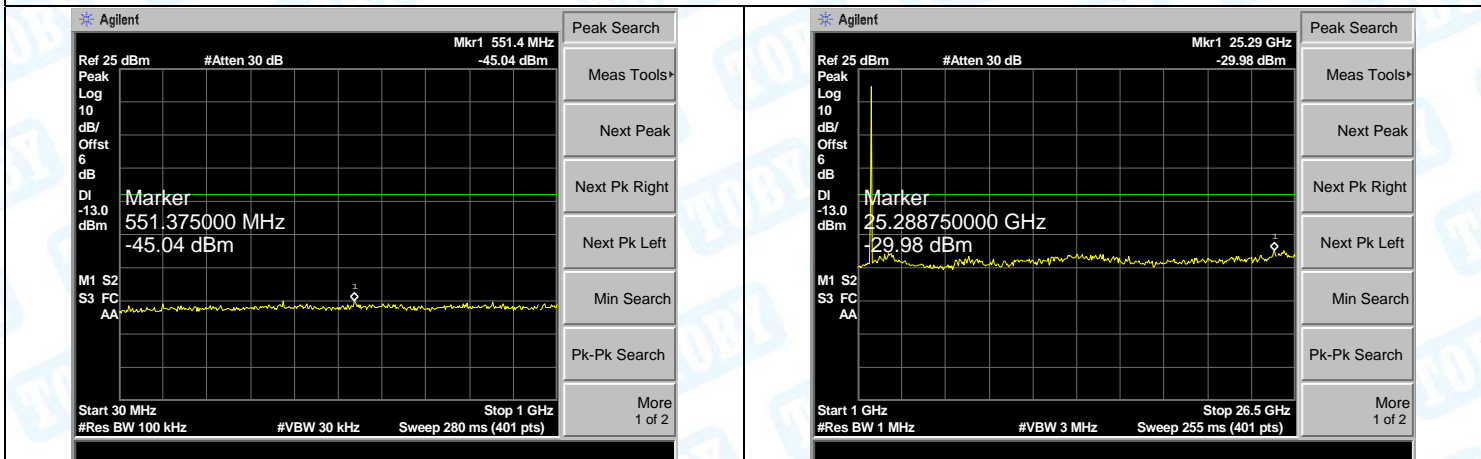 Agilent
Peak Search
Mkr1 551.4 MHz
Ref 25 dBm #Atten 30 dB -45.04 dBm
Peak
Log
10
dB/
Offst
6
dB
DI
-13.0
dBm
Marker
551.375000 MHz
-45.04 dBm
1
M1 S2
S3 FC
AA
Start 30 MHz Stop 1 GHz
#Res BW 100 kHz #VBW 30 kHz Sweep 280 ms (401 pts)
Meas Tools
Next Peak
Next Pk Right
Next Pk Left
Min Search
Pk-Pk Search
More
1 of 2
Agilent
Peak Search
Mkr1 25.29 GHz
Ref 25 dBm #Atten 30 dB -29.98 dBm
Peak
Log
10
dB/
Offst
6
dB
DI
-13.0
dBm
Marker
25.288750000 GHz
-29.98 dBm
1
M1 S2
S3 FC
AA
Start 1 GHz Stop 26.5 GHz
#Res BW 1 MHz #VBW 3 MHz Sweep 255 ms (401 pts)
Meas Tools
Next Peak
Next Pk Right
Next Pk Left
Min Search
Pk-Pk Search
More
1 of 2
TOBY
TOBY
TOBY